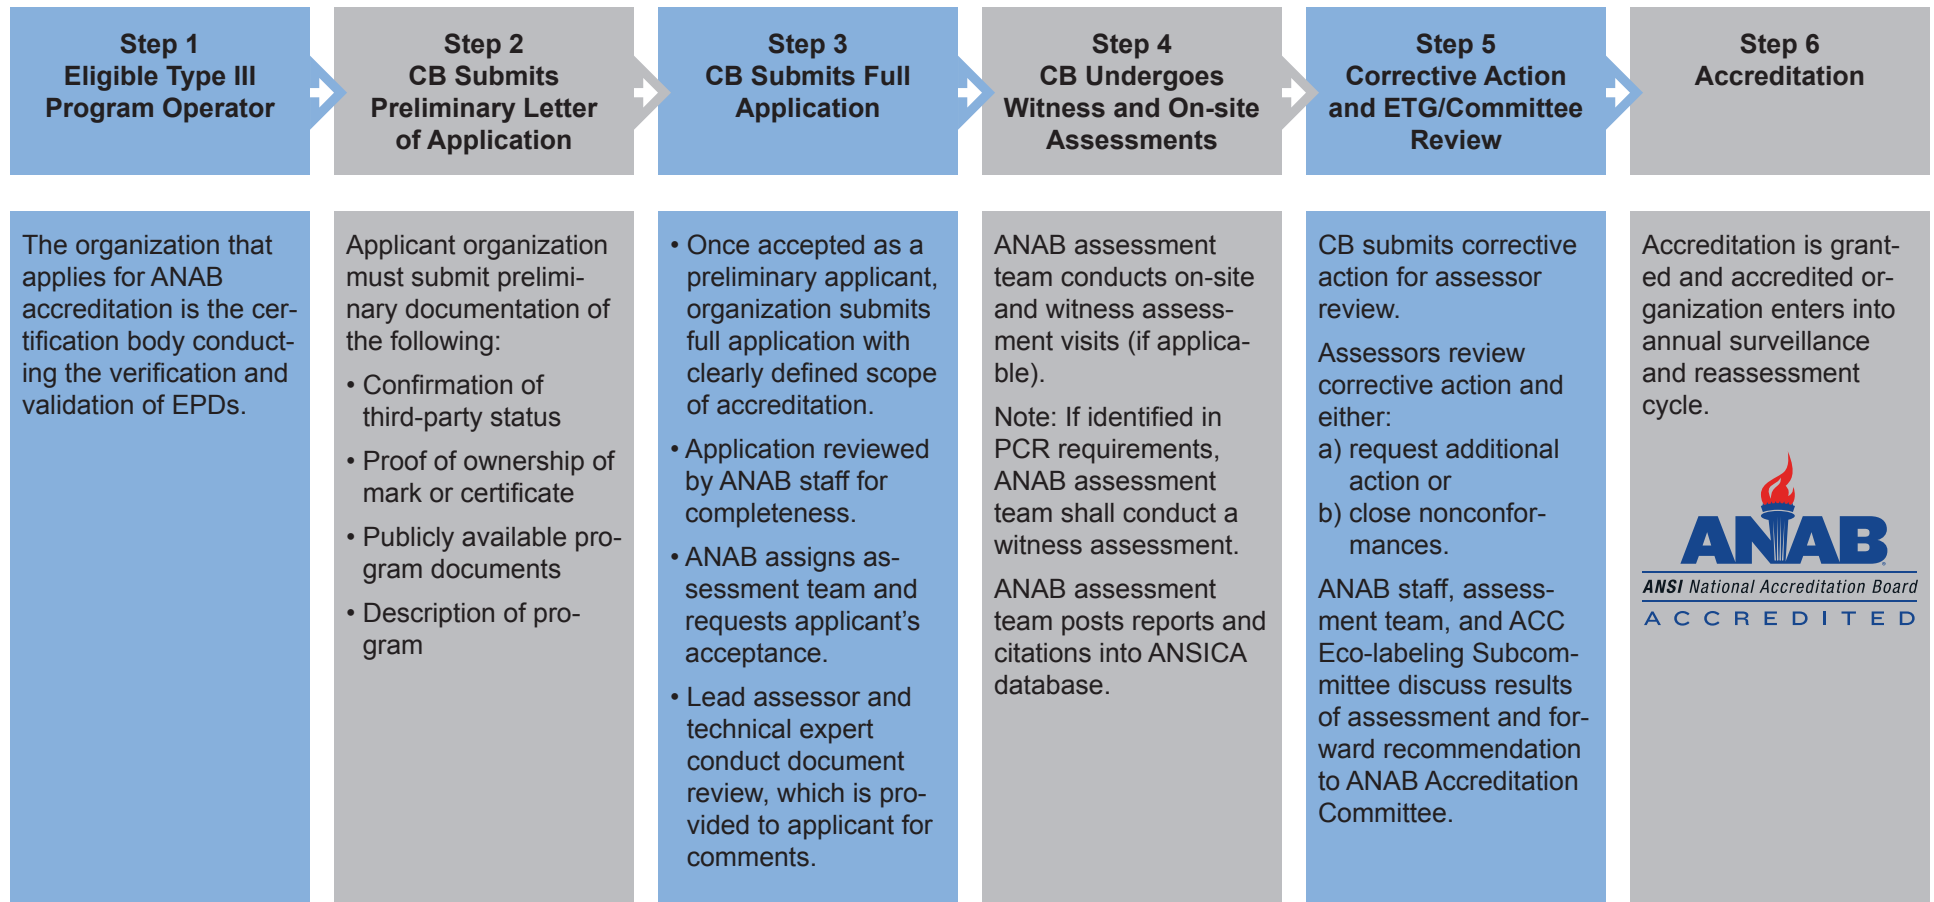 Step 1
Eligible Type III
Program Operator
Step 2
CB Submits
Preliminary Letter
of Application
Step 3
CB Submits Full
Application
Step 4
CB Undergoes
Witness and On-site
Assessments
Step 5
Corrective Action
and ETG/Committee
Review
Step 6
Accreditation
The organization that
applies for ANAB
accreditation is the cer-
tification body conduct-
ing the verification and
validation of EPDs.
Applicant organization
must submit prelimi-
nary documentation of
the following:
• Confirmation of
third-party status
• Proof of ownership of
mark or certificate
• Publicly available pro-
gram documents
• Description of pro-
gram
• Once accepted as a
preliminary applicant,
organization submits
full application with
clearly defined scope
of accreditation.
• Application reviewed
by ANAB staff for
completeness.
• ANAB assigns as-
sessment team and
requests applicant's
acceptance.
• Lead assessor and
technical expert
conduct document
review, which is pro-
vided to applicant for
comments.
ANAB assessment
team conducts on-site
and witness assess-
ment visits (if applica-
ble).
Note: If identified in
PCR requirements,
ANAB assessment
team shall conduct a
witness assessment.
ANAB assessment
team posts reports and
citations into ANSICA
database.
CB submits corrective
action for assessor
review.
Assessors review
corrective action and
either:
a) request additional
action or
b) close nonconfor-
mances.
ANAB staff, assess-
ment team, and ACC
Eco-labeling Subcom-
mittee discuss results
of assessment and for-
ward recommendation
to ANAB Accreditation
Committee.
Accreditation is grant-
ed and accredited or-
ganization enters into
annual surveillance
and reassessment
cycle.
ANAB
ANSI National Accreditation Board
ACCREDITED